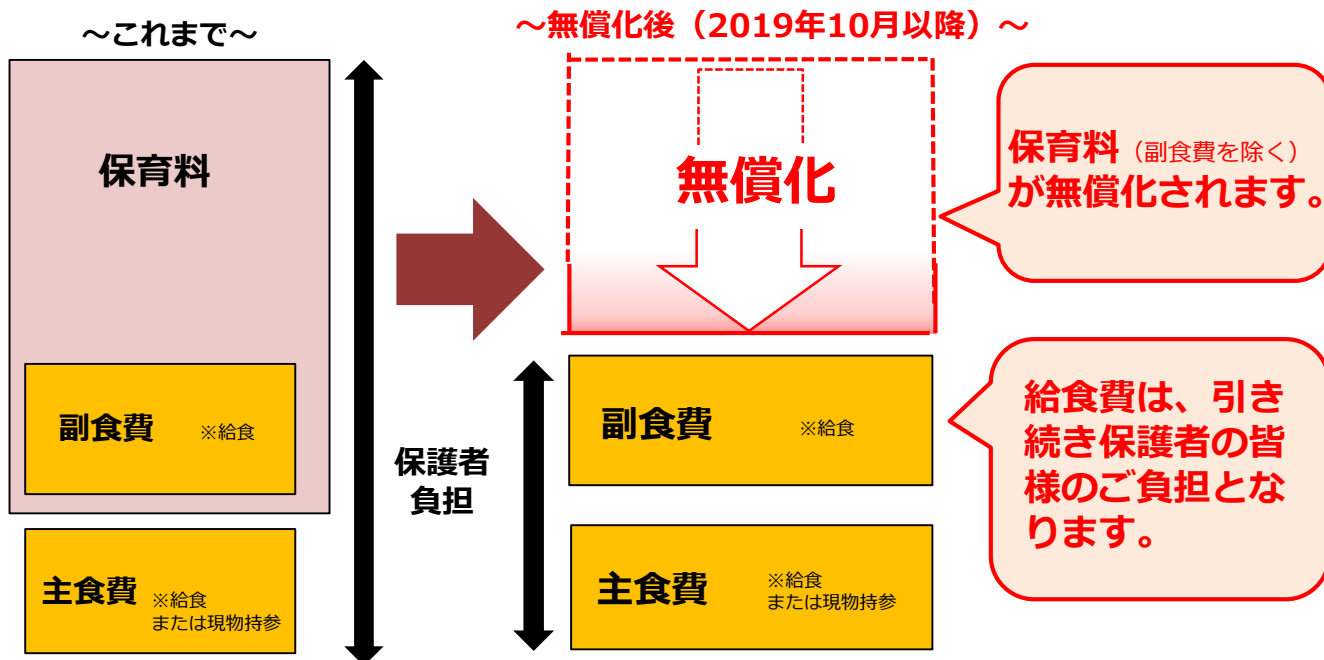 ～これまで～
保育料
副食費 ※給食
主食費 ※給食
または現物持参
保護者
負担
～無償化後（2019年10月以降）～
無償化
副食費 ※給食
主食費 ※給食
または現物持参
保育料（副食費を除く）
が無償化されます。
給食費は、引き
続き保護者の皆
様のご負担とな
ります。